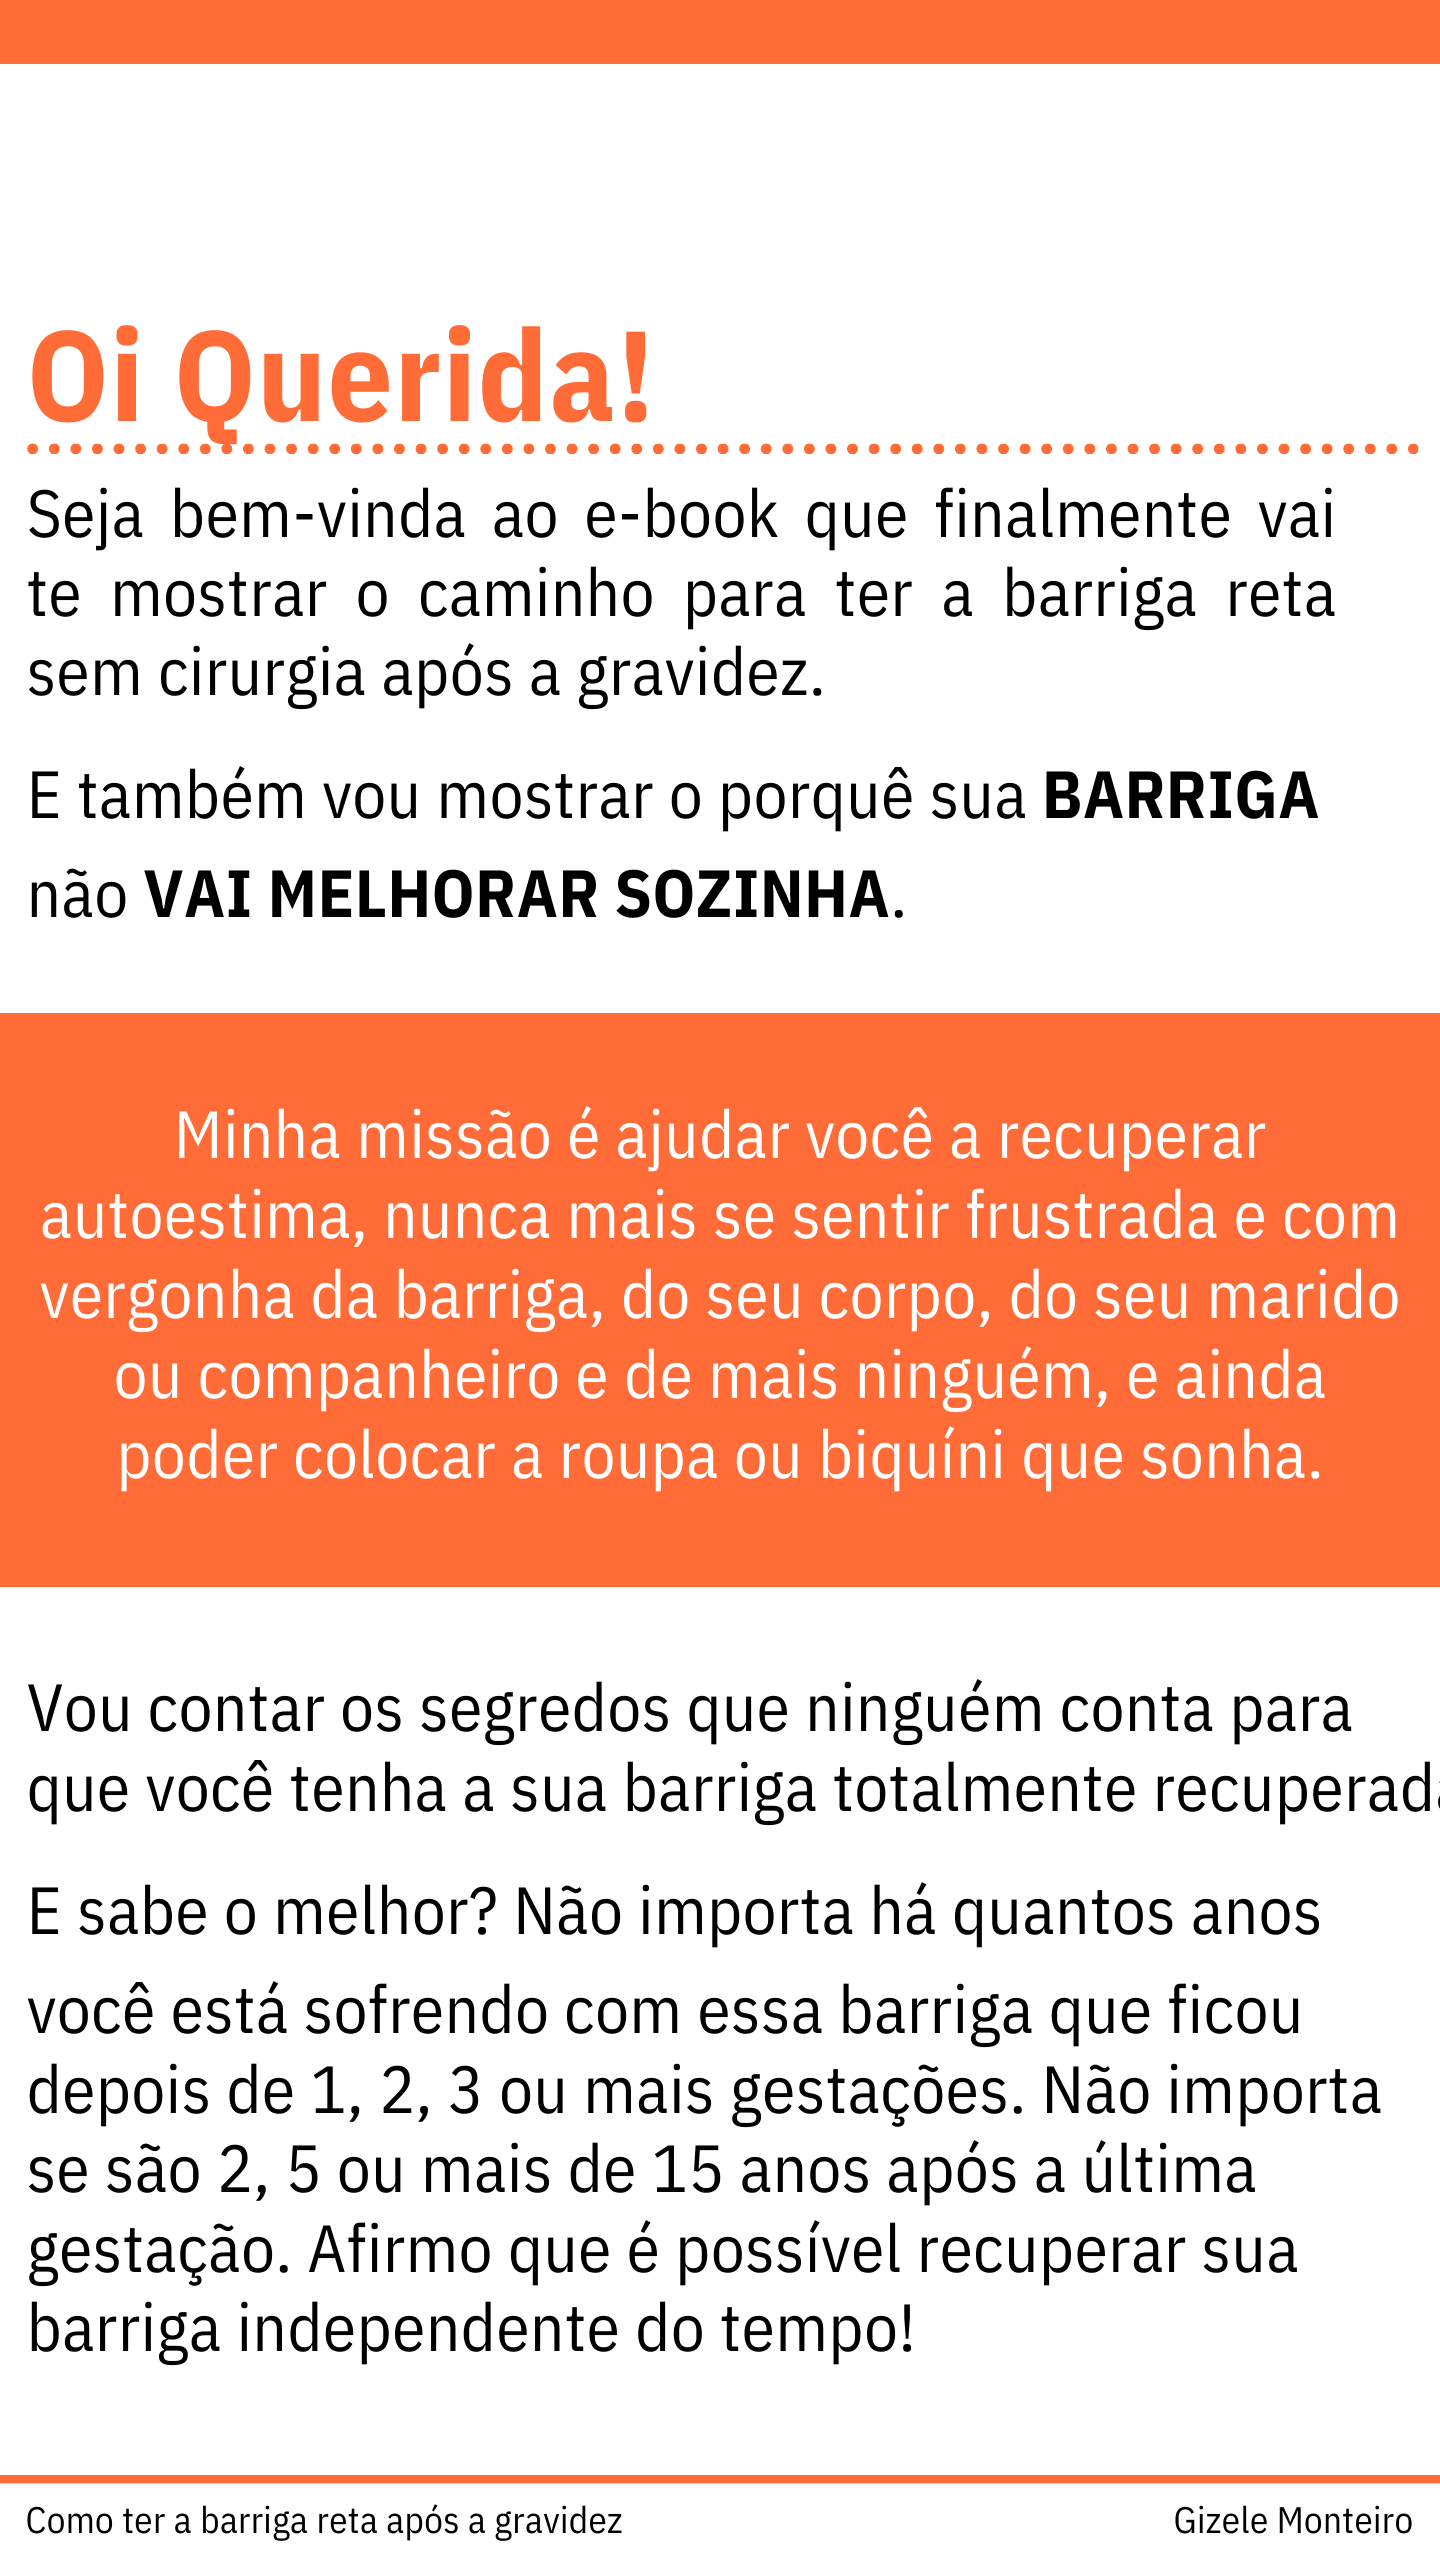 Oi Querida!
Seja bem-vinda ao e-book que finalmente vai
te mostrar o caminho para ter a barriga reta
sem cirurgia após a gravidez.
E também vou mostrar o porquê sua BARRIGA
não VAI MELHORAR SOZINHA.
Minha missão é ajudar você a recuperar
autoestima, nunca mais se sentir frustrada e com
vergonha da barriga, do seu corpo, do seu marido
ou companheiro e de mais ninguém, e ainda
poder colocar a roupa ou biquíni que sonha.
Vou contar os segredos que ninguém conta para
que você tenha a sua barriga totalmente recuperada
E sabe o melhor? Não importa há quantos anos
você está sofrendo com essa barriga que ficou
depois de 1, 2, 3 ou mais gestações. Não importa
se são 2, 5 ou mais de 15 anos após a última
gestação. Afirmo que é possível recuperar sua
barriga independente do tempo!
Como ter a barriga reta após a gravidez
Gizele Monteiro